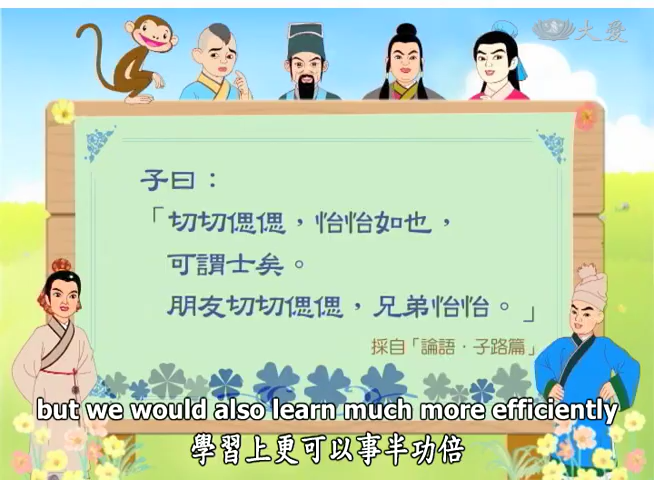 大愛
子曰：
「切切偲偲，怡怡如也，
可謂士矣。
朋友切切偲偲，兄弟怡怡。」
採自「論語．子路篇」
but we would also learn much more efficiently
學習上更可以事半功倍